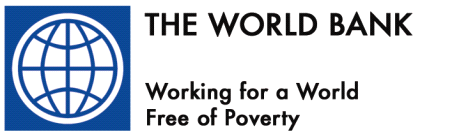 THE WORLD BANK
Working for a World
Free of Poverty